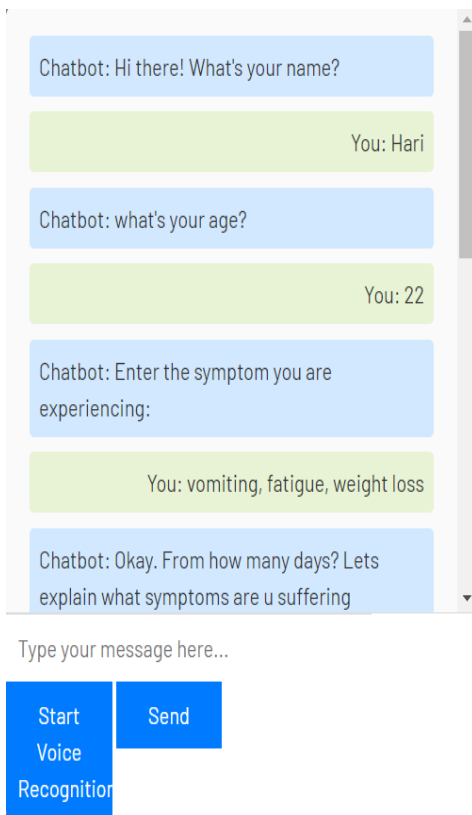 Chatbot: Hi there! What's your name?
You: Hari
Chatbot: what's your age?
You: 22
Chatbot: Enter the symptom you are
experiencing:
You: vomiting, fatigue, weight loss
Chatbot: Okay. From how many days? Lets
explain what symptoms are u suffering
Type your message here...
Start Send
Voice
Recognition